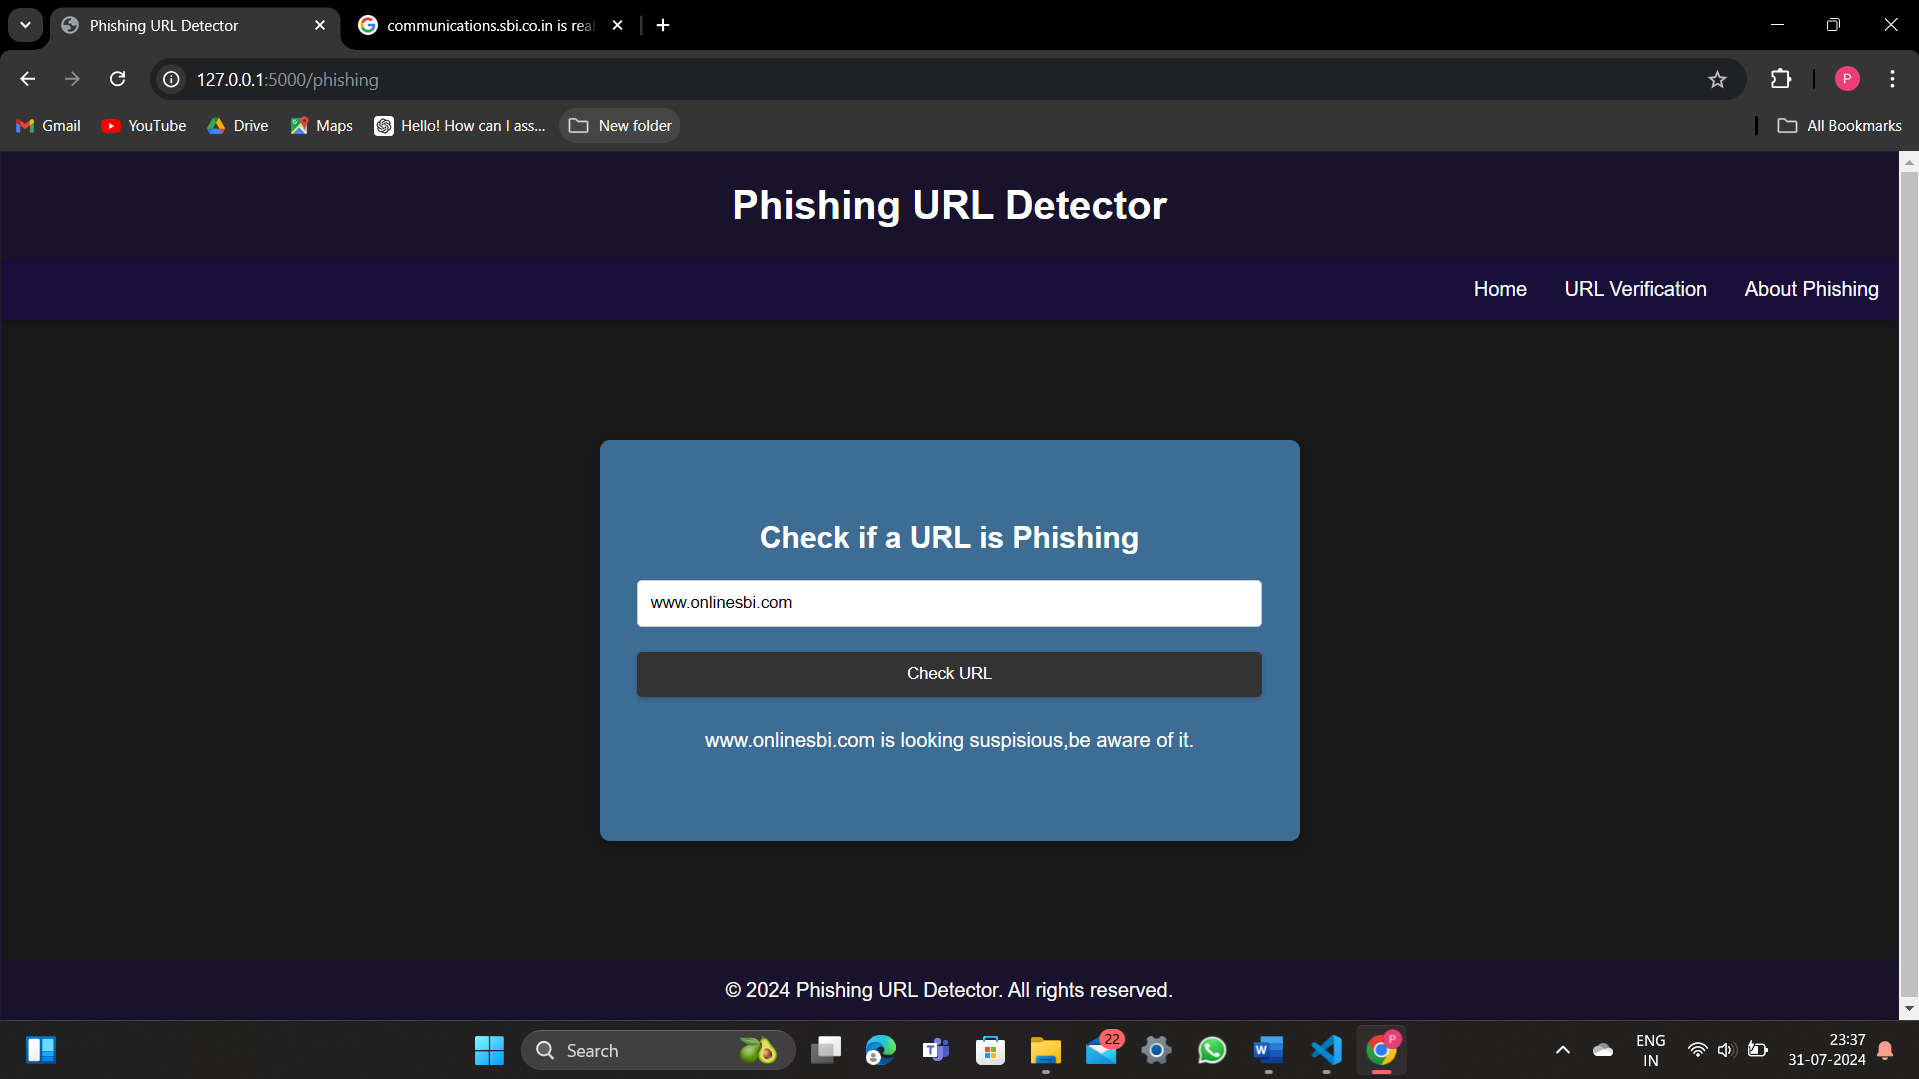 Phishing URL Detector
communications.sbi.co.in is rea
127.0.0.1:5000/phishing
P
Gmail
YouTube
Drive
Maps
Hello! How can I ass...
New folder
All Bookmarks
Phishing URL Detector
Home
URL Verification
About Phishing
Check if a URL is Phishing
www.onlinesbi.com
Check URL
www.onlinesbi.com is looking suspisious,be aware of it.
© 2024 Phishing URL Detector. All rights reserved.
Search
22
P
ENG
IN
23:37
31-07-2024